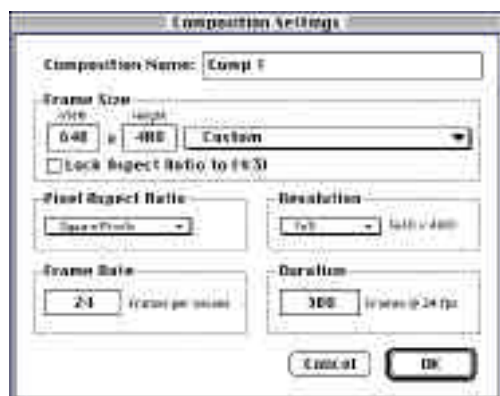 Composition Settings
Composition Name: Comp 1
Frame Size
Width Height
640 x 480 Custom
Lock Aspect Ratio to (4:3)
Pixel Aspect Ratio
Square Pixels
Resolution
Full
Frame Rate
24 frames per second
Duration
300 frames @ 24 fps
Cancel OK